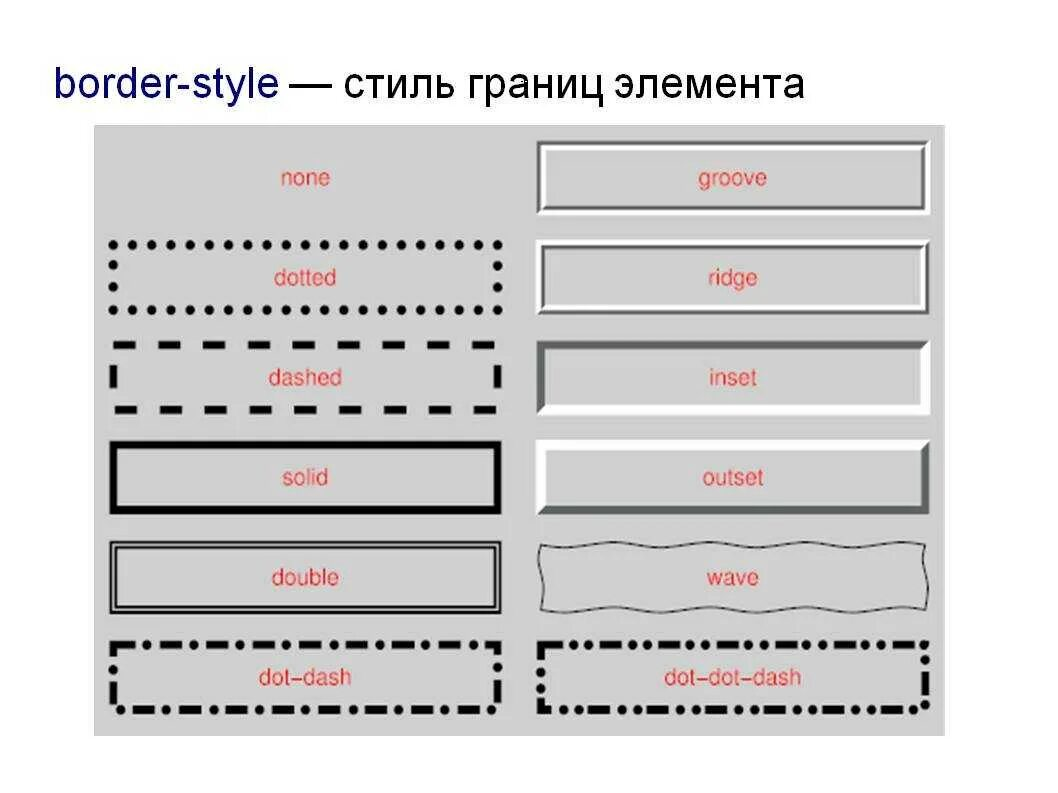 border-style — стиль границ элемента
none
groove
dotted
ridge
dashed
inset
solid
outset
double
wave
dot–dash
dot–dot–dash